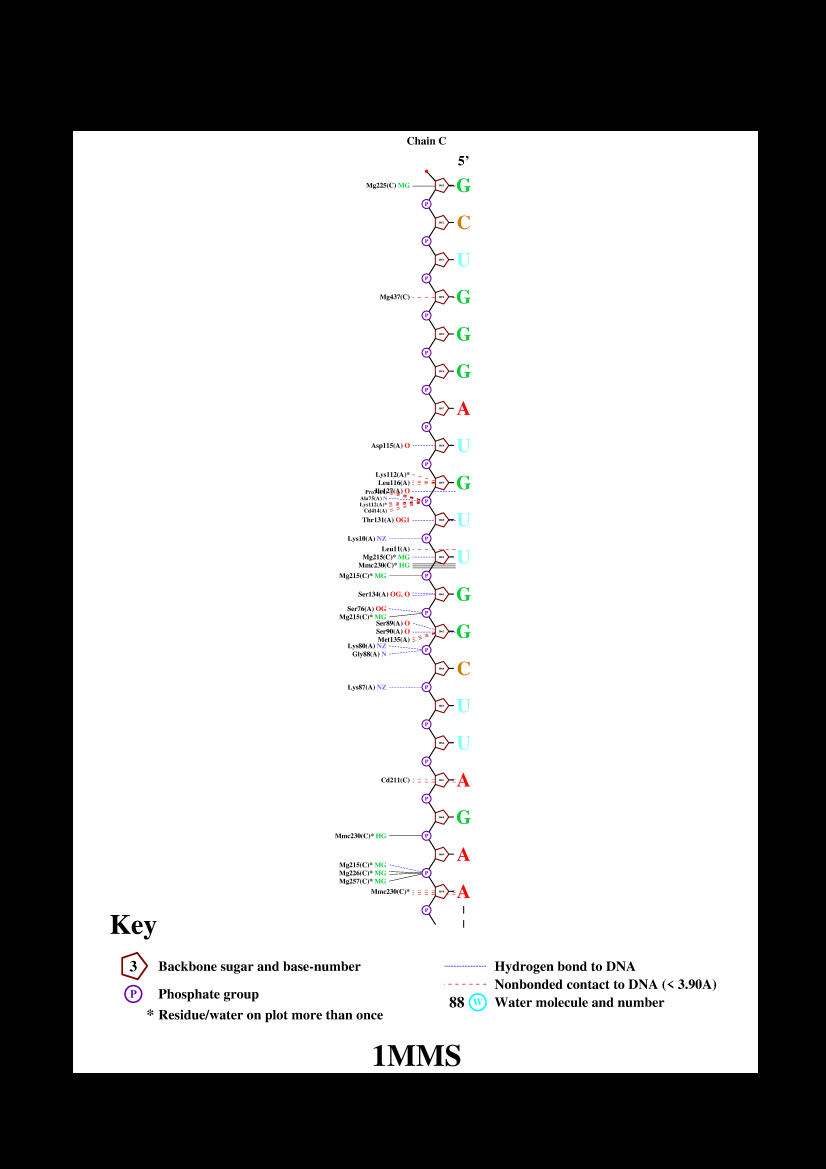 Chain C
5’
Mg225(C) MG G
P
C
P
U
P
Mg437(C) G
P
G
P
G
P
A
P
Asp115(A) O U
P
Lys112(A)*
Leu116(A) G
O
Ala75(A) N P
Lys112(A)*
Cd414(A)
Thr131(A) OG1 U
Lys10(A) NZ P
Leu11(A)
Mg215(C)* MG U
Mmc230(C)* HG
Mg215(C)* MG P
Ser134(A) OG, O G
Ser76(A) OG P
Mg215(C)* MG
Ser89(A) O
Ser90(A) O G
Met135(A)
Lys80(A) NZ P
Gly88(A) N
C
Lys87(A) NZ P
U
P
U
P
Cd211(C) A
P
G
Mmc230(C)* HG P
A
Mg215(C)* MG
Mg226(C)* MG P
Mg257(C)* MG
Mmc230(C)* A
P
Key
3 Backbone sugar and base-number
P Phosphate group
* Residue/water on plot more than once
Hydrogen bond to DNA
Nonbonded contact to DNA (< 3.90A)
88 W Water molecule and number
1MMS